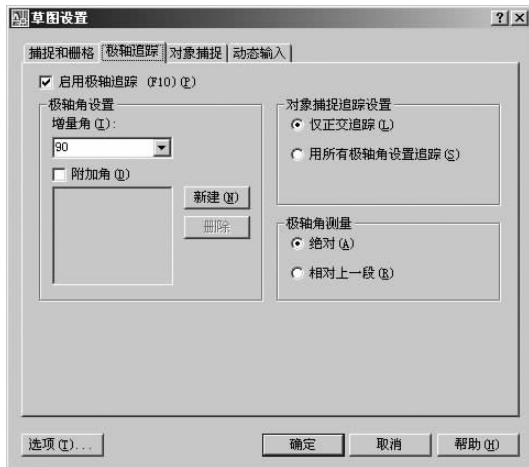 草图设置
捕捉和栅格 极轴追踪 对象捕捉 动态输入
启用极轴追踪 (F10)(P)
极轴角设置
增量角(I):
90
附加角(D)
新建(N)
删除
对象捕捉追踪设置
仅正交追踪(L)
用所有极轴角设置追踪(S)
极轴角测量
绝对(A)
相对上一段(R)
选项(T)...
确定 取消 帮助(H)